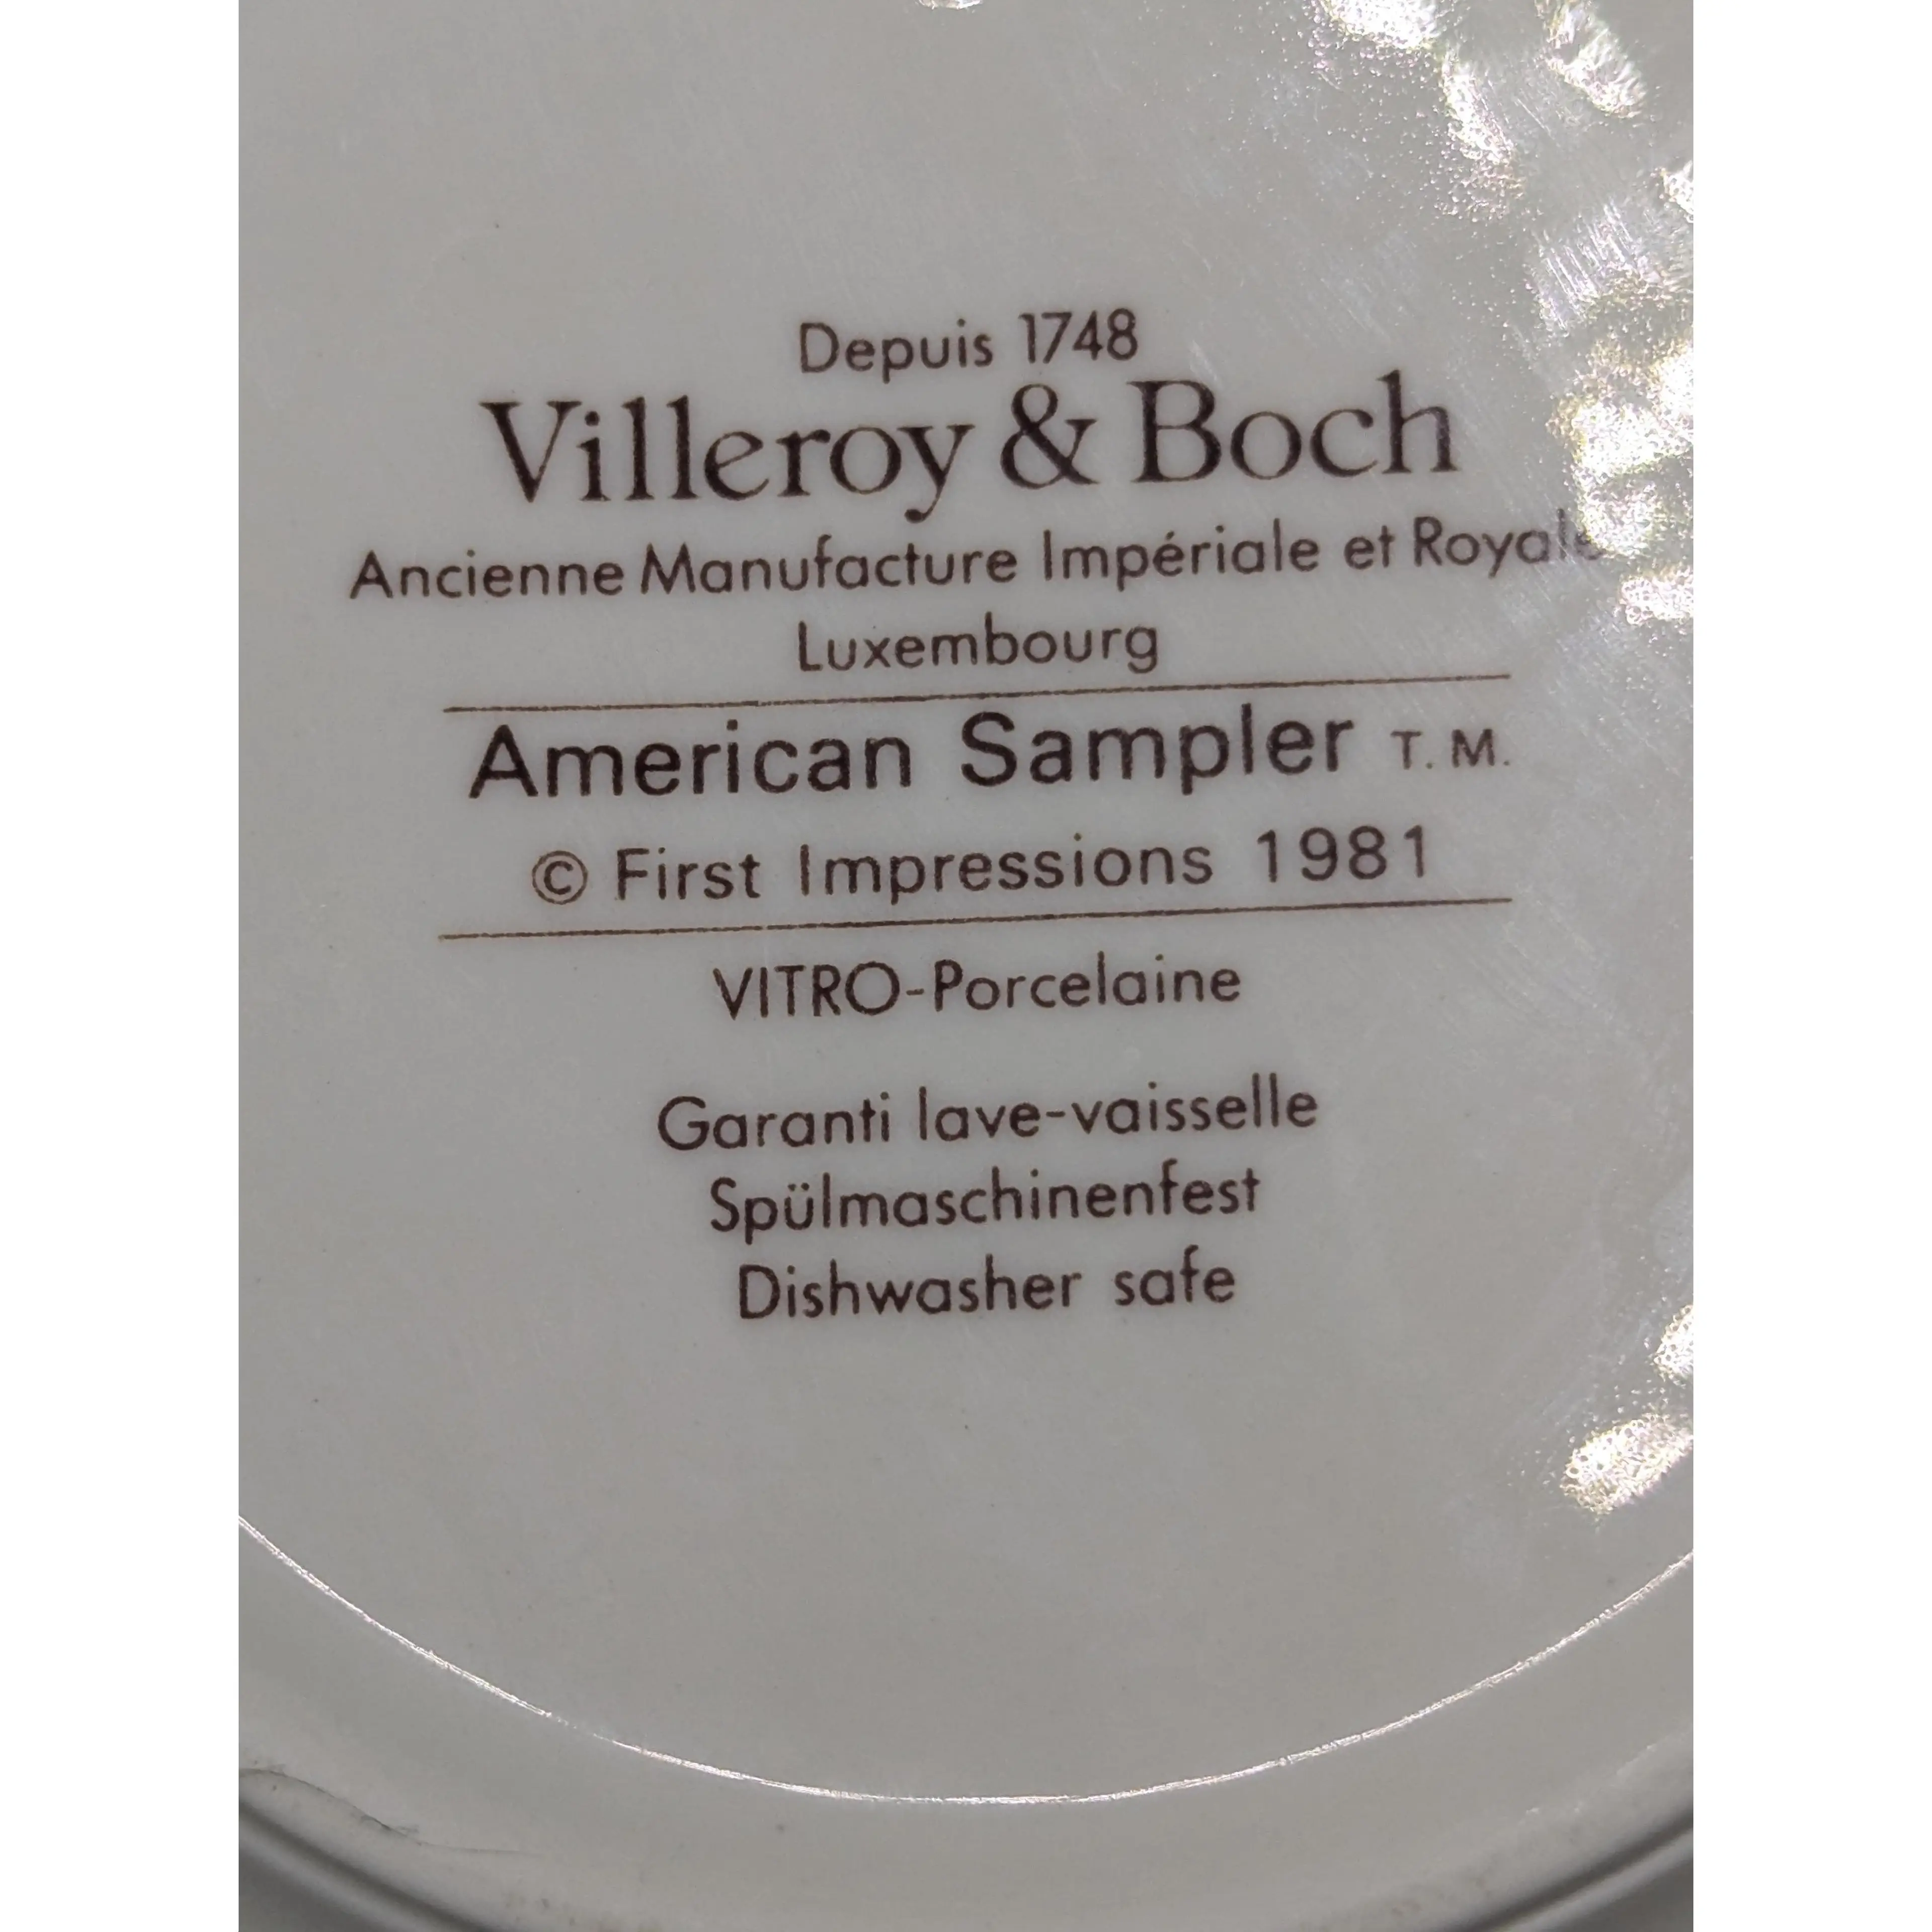 Depuis 1748
Villeroy & Boch
Ancienne Manufacture Impériale et Royale
Luxembourg
American Sampler T. M.
© First Impressions 1981
VITRO-Porcelaine
Garanti lave-vaisselle
Spülmaschinenfest
Dishwasher safe